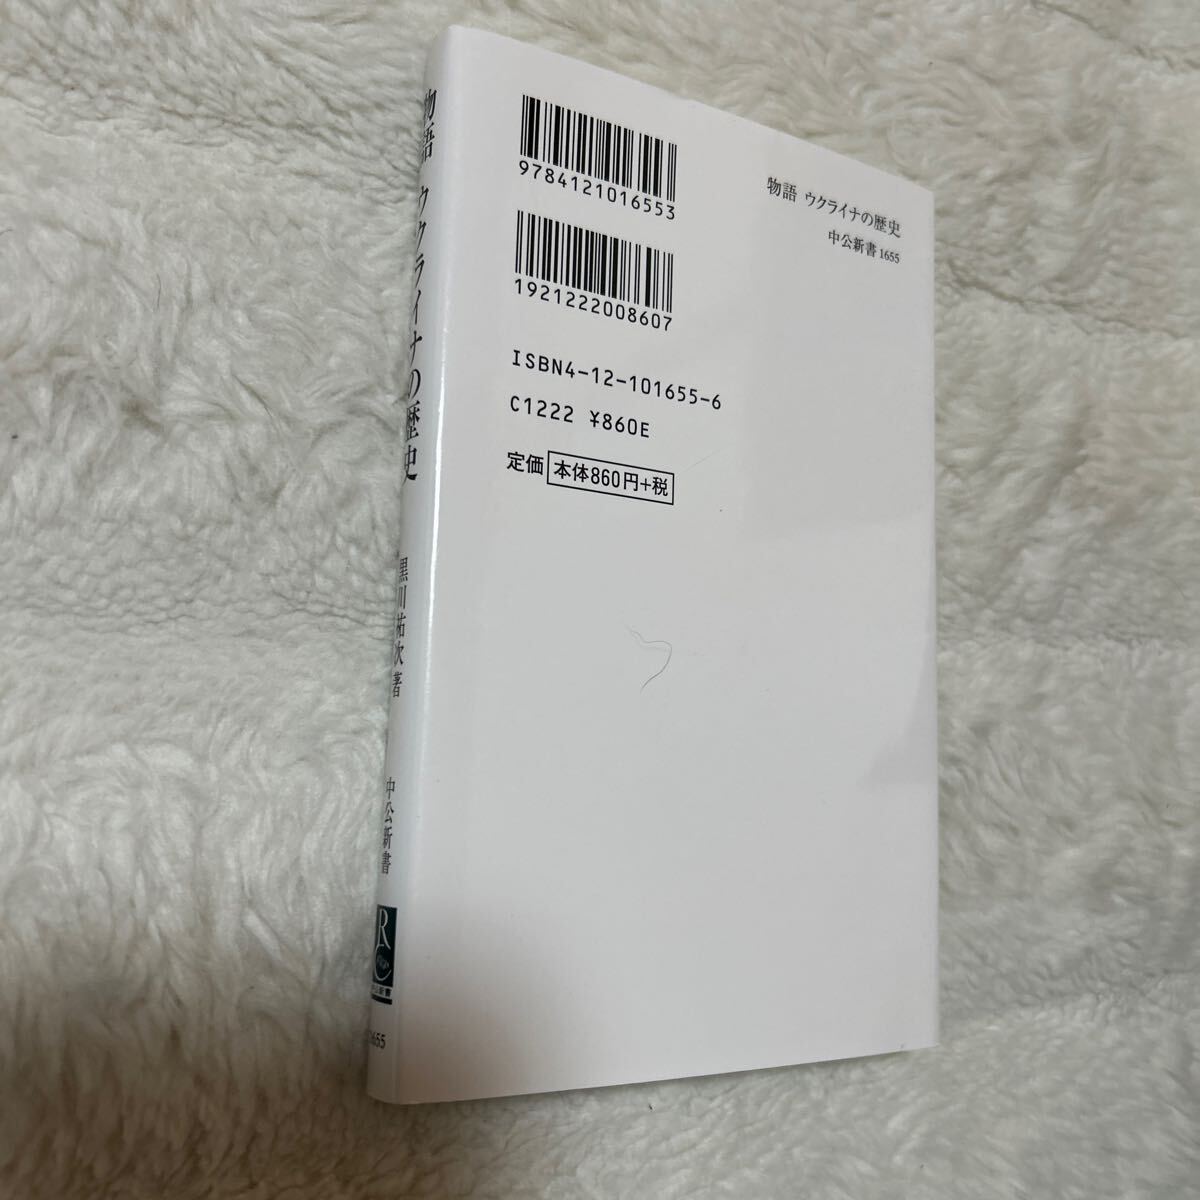 物語 ウクライナの歴史
黒川祐次著
中公新書
1655
9784121016553
1921222008607
ISBN4-12-101655-6
C1222 ¥860E
定価 本体860円+税
物語 ウクライナの歴史
中公新書 1655